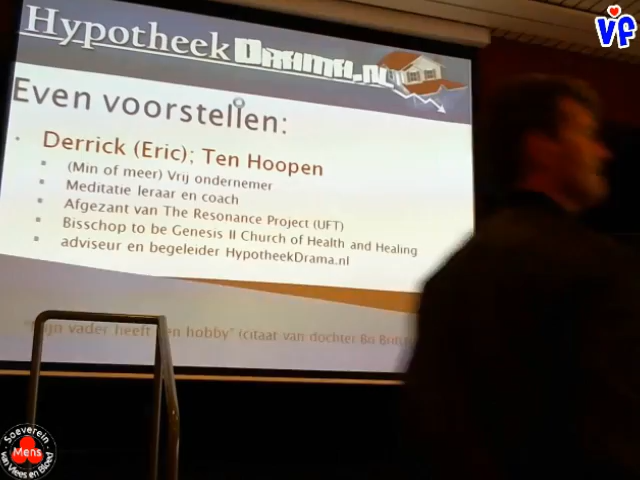 HypotheekDrama.nl
VF
Even voorstellen:
Derrick (Eric); Ten Hoopen
(Min of meer) Vrij ondernemer
Meditatie leraar en coach
Afgezant van The Resonance Project (UFT)
Bisschop to be Genesis II Church of Health and Healing
adviseur en begeleider HypotheekDrama.nl
vader heeft en hobby" (citaat van dochter
Soeverein
Mens
van Vlees en Bloed